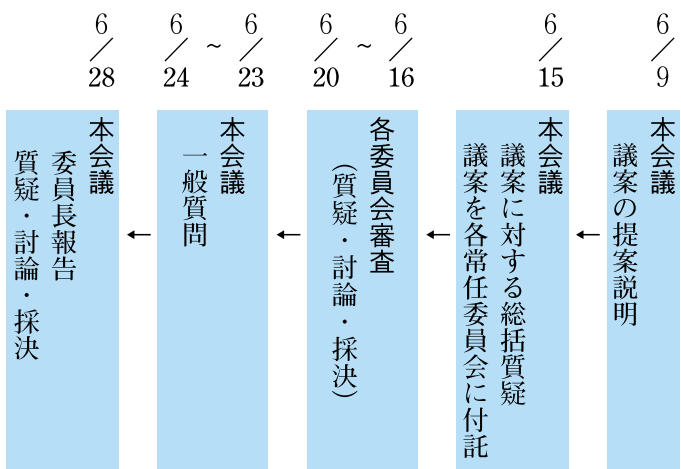 6/9
本会議
議案の提案説明
6/15
本会議
議案に対する総括質疑
議案を各常任委員会に付託
6/16~6/20
各委員会審査
(質疑・討論・採決)
6/23~6/24
本会議
一般質問
6/28
本会議
委員長報告
質疑・討論・採決